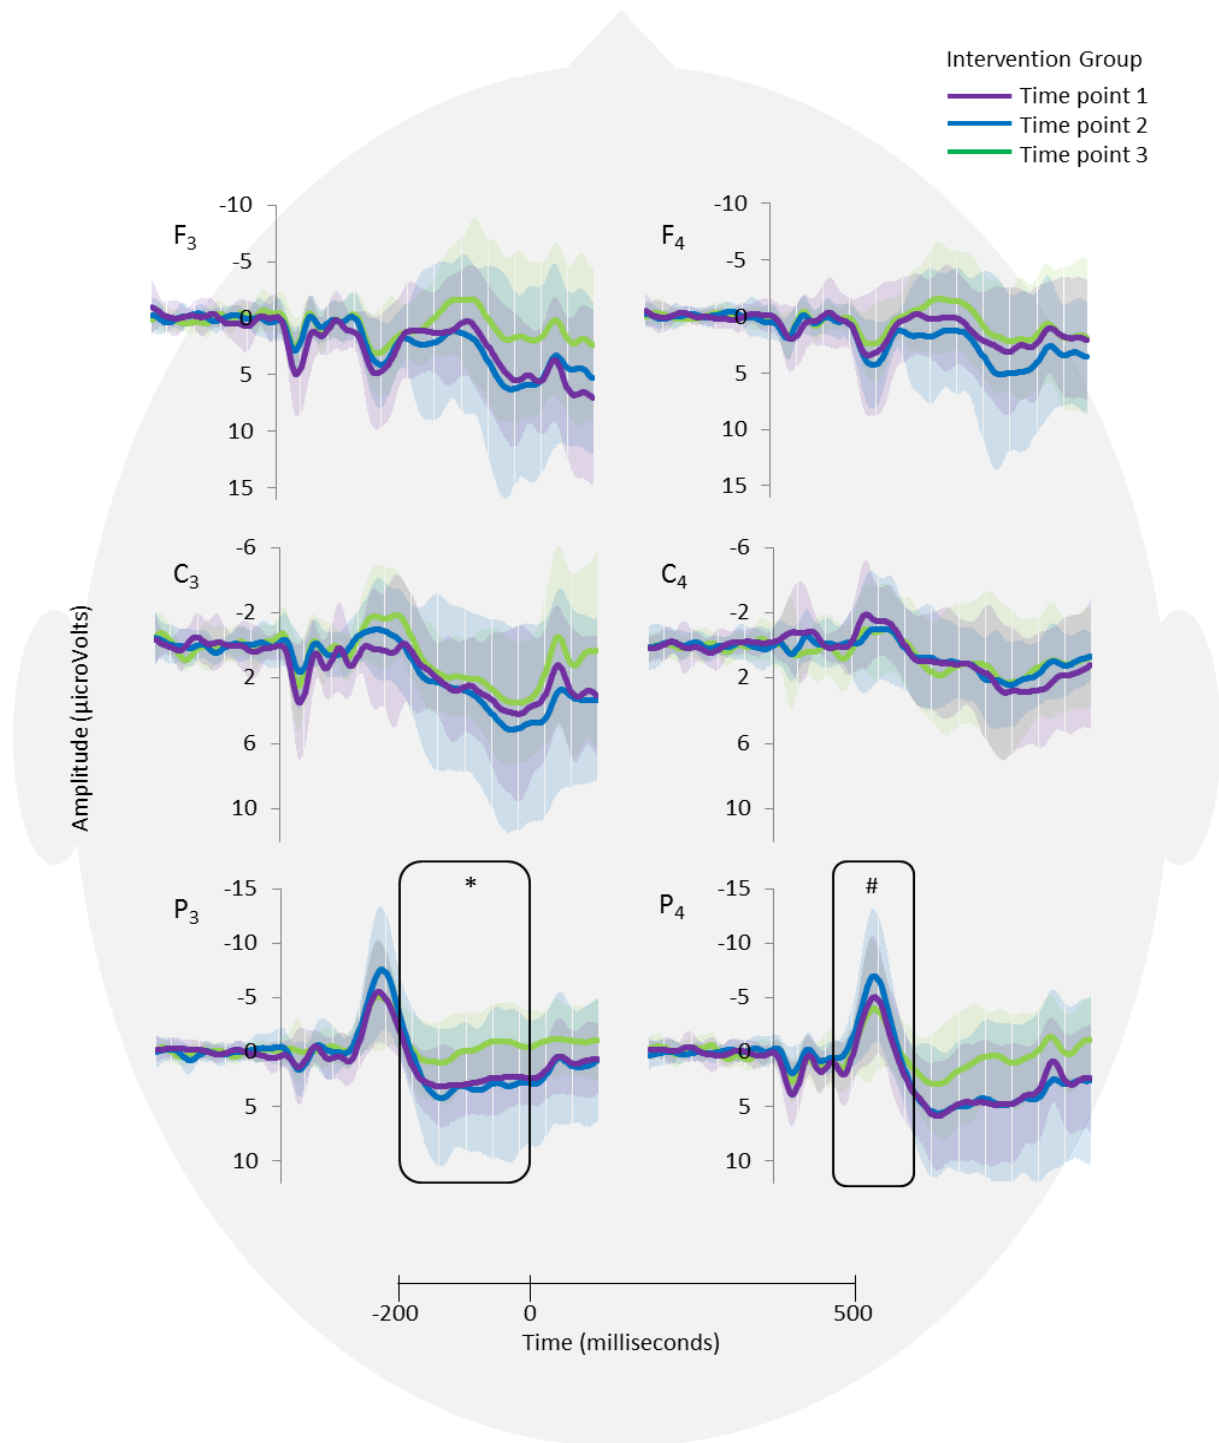 Intervention Group
Time point 1
Time point 2
Time point 3
F3
-10
-5
0
5
10
15
F4
-10
-5
0
5
10
15
C3
-6
-2
2
6
10
C4
-6
-2
2
6
10
Amplitude (µicroVolts)
P3
-15
-10
-5
0
5
10
*
P4
-15
-10
-5
0
5
10
#
-200 0 500
Time (milliseconds)